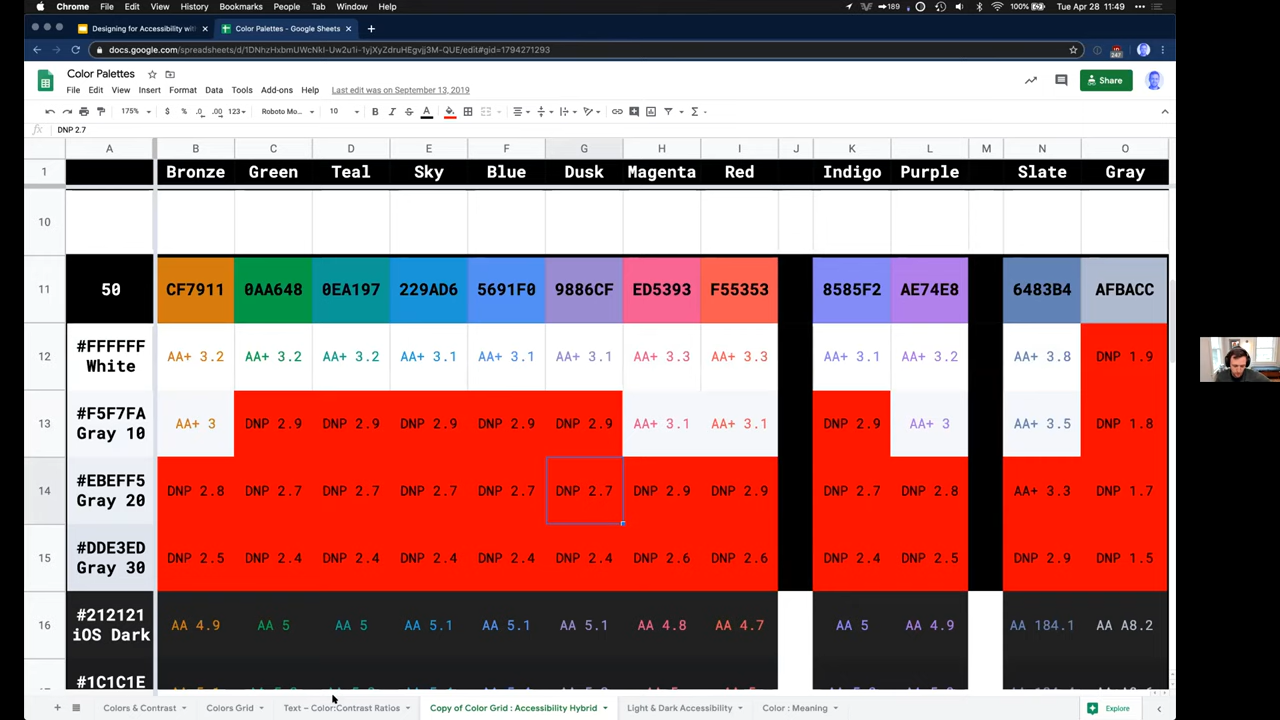 Chrome File Edit View History Bookmarks People Tab Window Help 189 100% Tue Apr 28 11:49
Designing for Accessibility wit Color Palettes - Google Sheets
Color Palettes
File Edit View Insert Format Data Tools Add-ons Help Last edit was on September 13, 2019
Share
175% $ % .0 .00 123 Roboto Mo... 10 B I S A
fx DNP 2.7
A B C D E F G H I J K L M N O
1 Bronze Green Teal Sky Blue Dusk Magenta Red Indigo Purple Slate Gray
10
11 50 CF7911 0AA648 0EA197 229AD6 5691F0 9886CF ED5393 F55353 8585F2 AE74E8 6483B4 AFBACC
12 #FFFFFF White AA+ 3.2 AA+ 3.2 AA+ 3.2 AA+ 3.1 AA+ 3.1 AA+ 3.1 AA+ 3.3 AA+ 3.3 AA+ 3.1 AA+ 3.2 AA+ 3.8 DNP 1.9
13 #F5F7FA Gray 10 AA+ 3 DNP 2.9 DNP 2.9 DNP 2.9 DNP 2.9 DNP 2.9 AA+ 3.1 AA+ 3.1 DNP 2.9 AA+ 3 AA+ 3.5 DNP 1.8
14 #EBEFF5 Gray 20 DNP 2.8 DNP 2.7 DNP 2.7 DNP 2.7 DNP 2.7 DNP 2.7 DNP 2.9 DNP 2.9 DNP 2.7 DNP 2.8 AA+ 3.3 DNP 1.7
15 #DDE3ED Gray 30 DNP 2.5 DNP 2.4 DNP 2.4 DNP 2.4 DNP 2.4 DNP 2.4 DNP 2.6 DNP 2.6 DNP 2.4 DNP 2.5 DNP 2.9 DNP 1.5
16 #212121 iOS Dark AA 4.9 AA 5 AA 5 AA 5.1 AA 5.1 AA 5.1 AA 4.8 AA 4.7 AA 5 AA 4.9 AA 184.1 AA A8.2
#1C1C1E
Colors & Contrast Colors Grid Text – Color:Contrast Ratios Copy of Color Grid : Accessibility Hybrid Light & Dark Accessibility Color : Meaning Explore